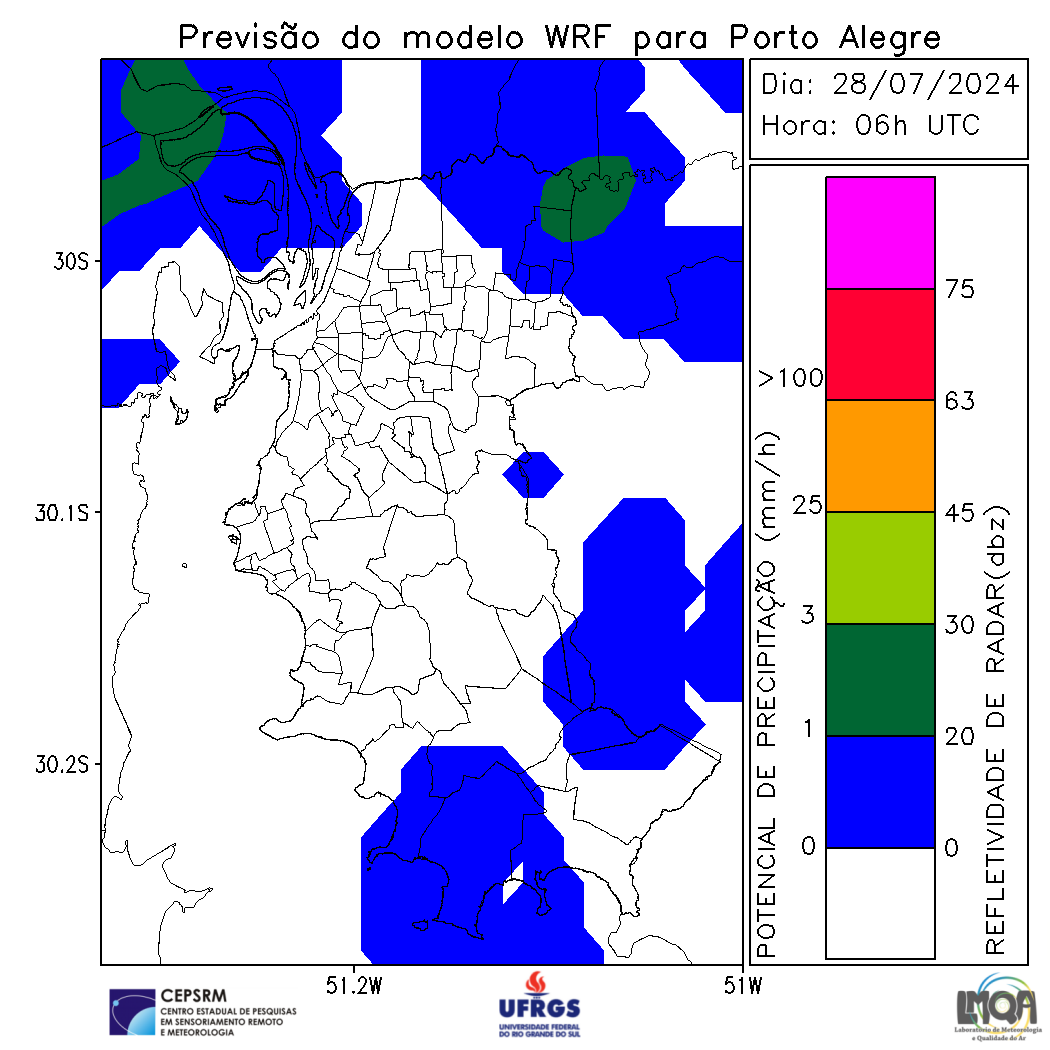 Previsão do modelo WRF para Porto Alegre
Dia: 28/07/2024
Hora: 06h UTC
30S
30.1S
30.2S
51.2W
51W
POTENCIAL DE PRECIPITAÇÃO (mm/h)
>100
25
3
1
0
75
63
45
30
20
0
REFLETIVIDADE DE RADAR(dbz)
CEPSRM
CENTRO ESTADUAL DE PESQUISAS
EM SENSORIAMENTO REMOTO
E METEOROLOGIA
UFRGS
UNIVERSIDADE FEDERAL
DO RIO GRANDE DO SUL
LMQA
Laboratório de Meteorologia
e Qualidade do Ar